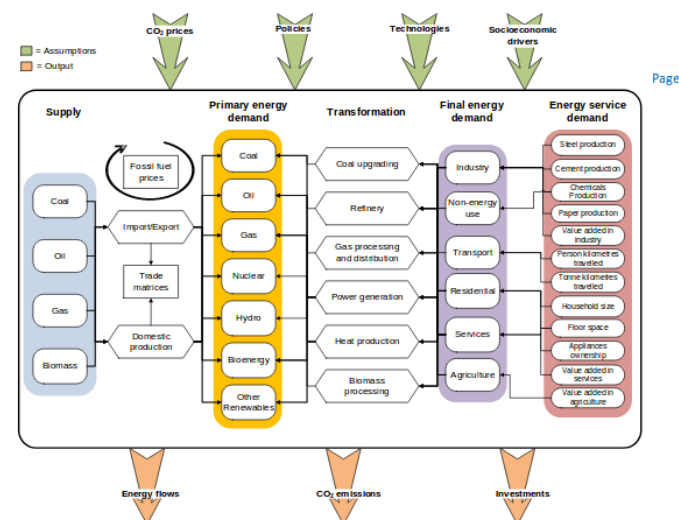 CO2 prices
Policies
Technologies
Socioeconomic
drivers
= Assumptions
= Output
Page
Supply
Primary energy
demand
Transformation
Final energy
demand
Energy service
demand
Fossil fuel
prices
Coal
Oil
Gas
Biomass
Import/Export
Trade
matrices
Domestic
production
Coal
Oil
Gas
Nuclear
Hydro
Bioenergy
Other
Renewables
Coal upgrading
Refinery
Gas processing
and distribution
Power generation
Heat production
Biomass
processing
Industry
Non-energy
use
Transport
Residential
Services
Agriculture
Steel production
Cement production
Chemicals
Production
Paper production
Value added in
industry
Person kilometres
travelled
Tonne kilometres
travelled
Household size
Floor space
Appliances
ownership
Value added in
services
Value added in
agriculture
Energy flows
CO2 emissions
Investments